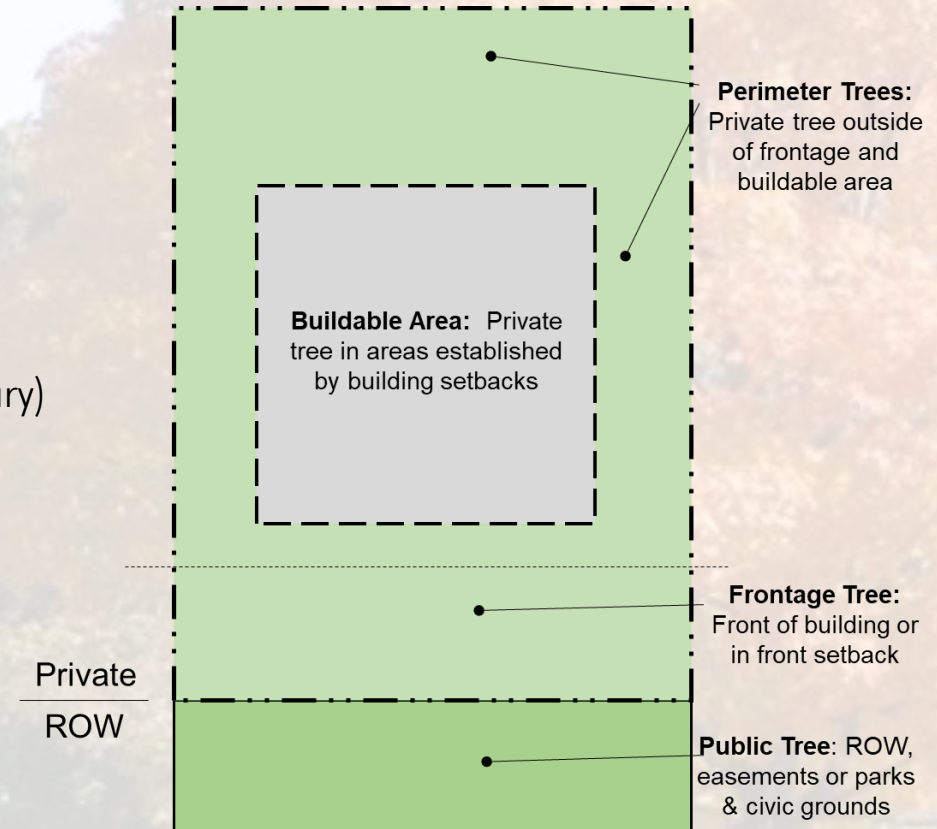 Perimeter Trees:
Private tree outside
of frontage and
buildable area
Buildable Area: Private
tree in areas established
by building setbacks
ry)
Frontage Tree:
Front of building or
in front setback
Private
ROW
Public Tree: ROW,
easements or parks
& civic grounds